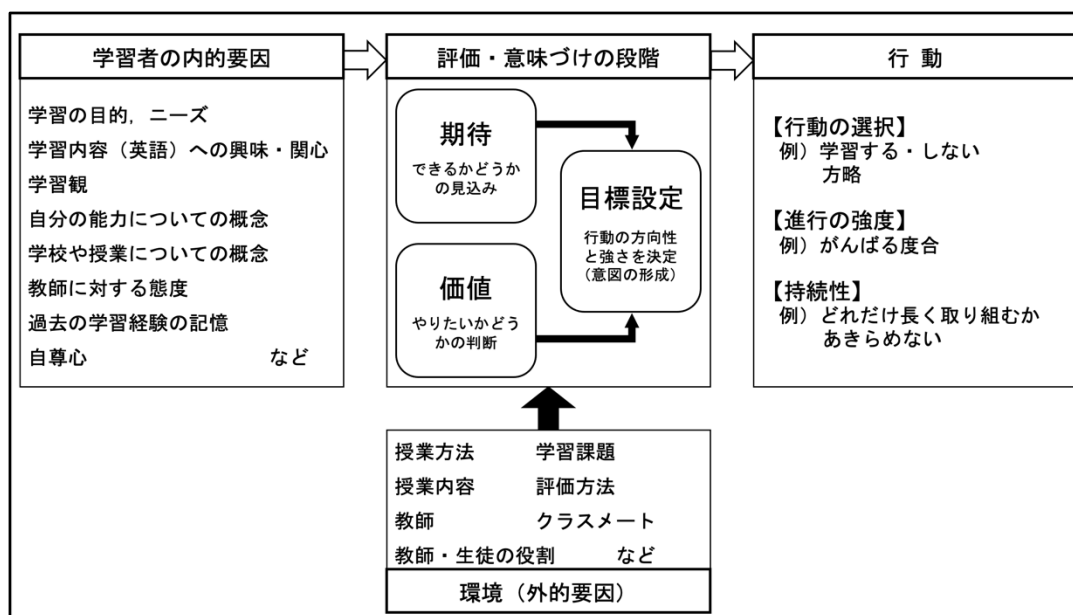 学習者の内的要因
学習の目的，ニーズ
学習内容（英語）への興味・関心
学習観
自分の能力についての概念
学校や授業についての概念
教師に対する態度
過去の学習経験の記憶
自尊心　など
評価・意味づけの段階
期待
できるかどうか
の見込み
価値
やりたいかどう
かの判断
目標設定
行動の方向性
と強さを決定
（意図の形成）
行 動
【行動の選択】
例）学習する・しない
方略
【進行の強度】
例）がんばる度合
【持続性】
例）どれだけ長く取り組むか
あきらめない
授業方法　学習課題
授業内容　評価方法
教師　クラスメート
教師・生徒の役割　など
環境（外的要因）